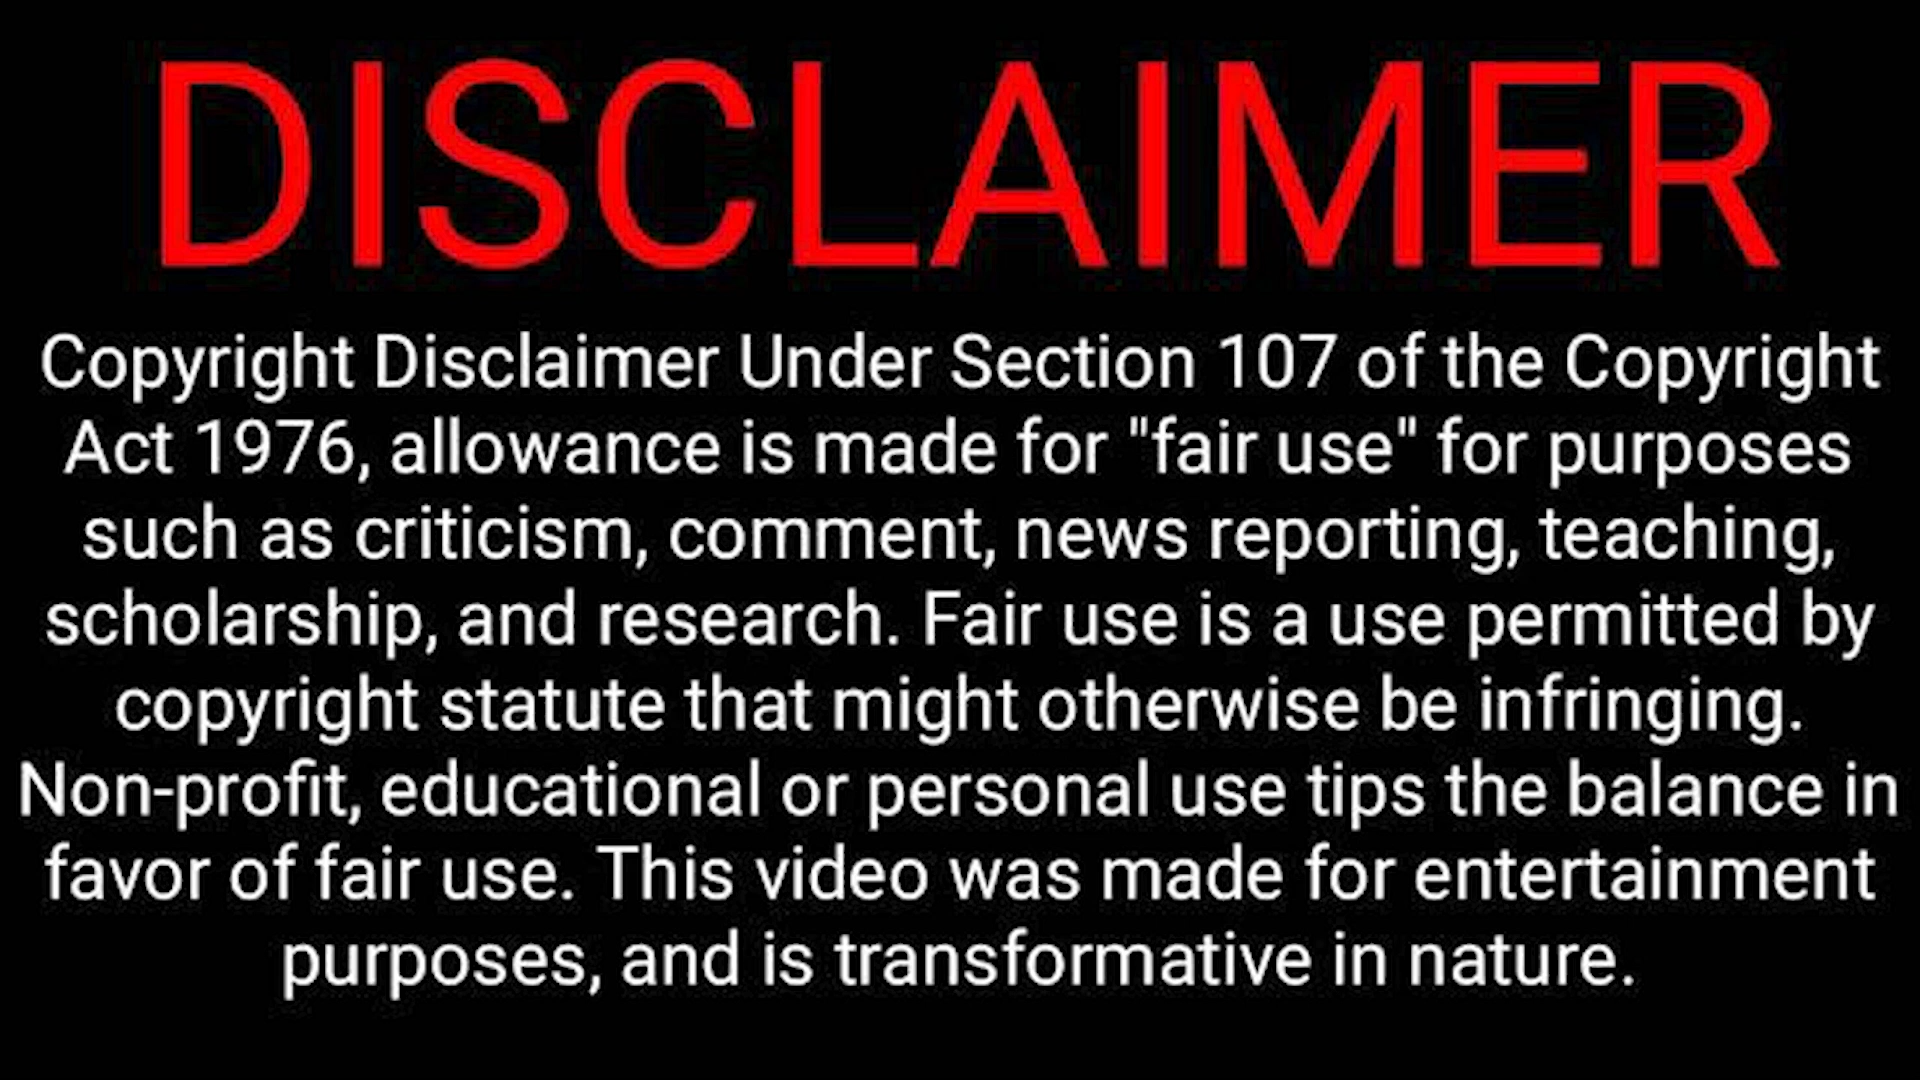 DISCLAIMER
Copyright Disclaimer Under Section 107 of the Copyright
Act 1976, allowance is made for "fair use" for purposes
such as criticism, comment, news reporting, teaching,
scholarship, and research. Fair use is a use permitted by
copyright statute that might otherwise be infringing.
Non-profit, educational or personal use tips the balance in
favor of fair use. This video was made for entertainment
purposes, and is transformative in nature.